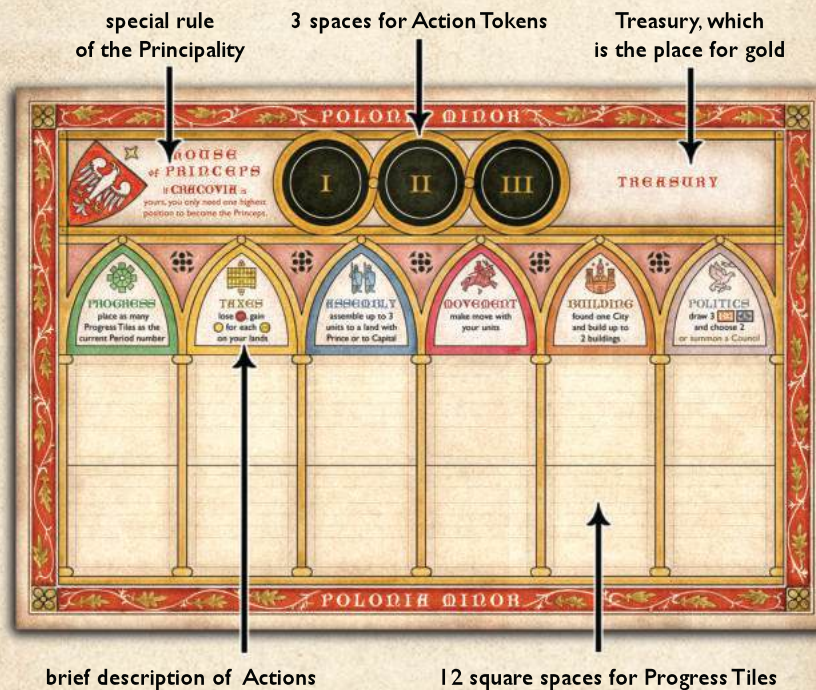 special rule
of the Principality
3 spaces for Action Tokens
Treasury, which
is the place for gold
POLONIA MINOR
HOUSE
of PRINCEPS
If CRACOVIA is
yours, you only need one highest
position to become the Princeps.
I
II
III
TREASURY
PROGRESS
place as many
Progress Tiles as the
current Period number
TAXES
lose , gain
for each
on your lands
ASSEMBLY
assemble up to 3
units to a land with
Prince or to Capital
MOVEMENT
make move with
your units
BUILDING
found one City
and build up to
2 buildings
POLITICS
draw 3
and choose 2
or summon a Council
POLONIA MINOR
brief description of Actions
12 square spaces for Progress Tiles